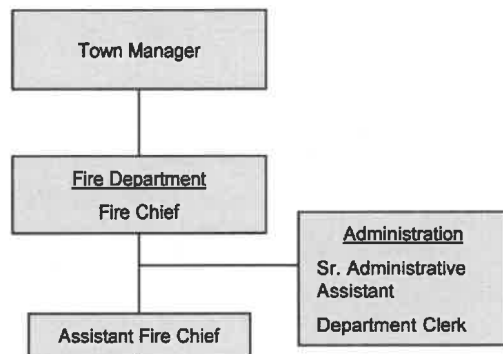 Town Manager
Fire Department
Fire Chief
Administration
Sr. Administrative
Assistant
Department Clerk
Assistant Fire Chief